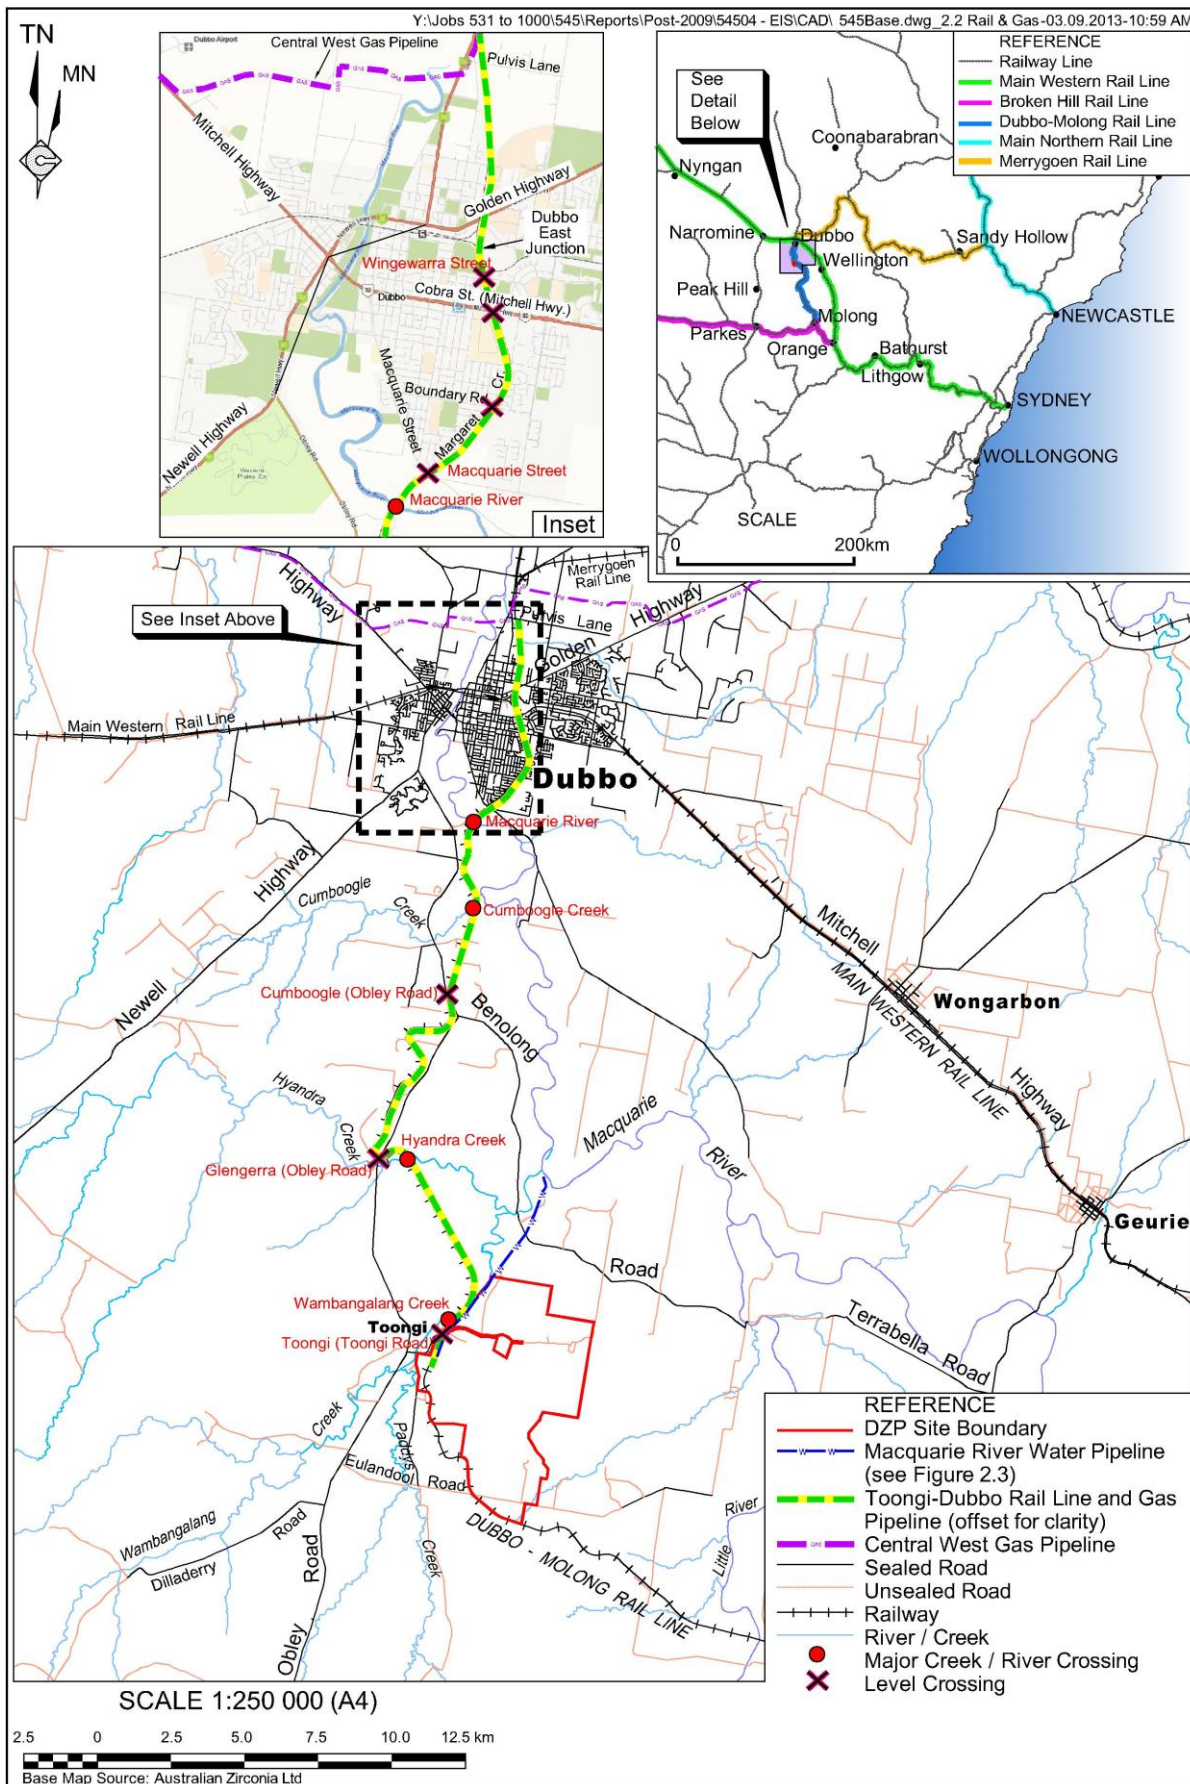 Y:\Jobs 531 to 1000\545\Reports\Post-2009\54504 - EIS\CAD\ 545Base.dwg_2.2 Rail & Gas-03.09.2013-10:59 AM
TN
MN
Dubbo Airport
Central West Gas Pipeline
Pulvis Lane
Mitchell Highway
Golden Highway
Newell Hwy
Dubbo
East
Junction
Wingewarra Street
Dubbo
Cobra St. (Mitchell Hwy.)
Macquarie Street
Boundary Rd
Margaret Cr.
Newell Highway
Obley Rd
Macquarie Street
Macquarie River
Inset
See
Detail
Below
REFERENCE
Railway Line
Main Western Rail Line
Broken Hill Rail Line
Dubbo-Molong Rail Line
Main Northern Rail Line
Merrygoen Rail Line
Coonabarabran
Nyngan
Narromine
Dubbo
Sandy Hollow
Wellington
Peak Hill
Molong
NEWCASTLE
Parkes
Orange
Bathurst
Lithgow
SYDNEY
WOLLONGONG
SCALE
0 200km
See Inset Above
Highway
Merrygoen
Rail Line
Pulvis Lane
Highway
Golden
Main Western Rail Line
Dubbo
Macquarie River
Highway
Cumboogle
Creek
Cumboogle Creek
Newell
Mitchell
Cumboogle (Obley Road)
Benolong
MAIN WESTERN RAIL LINE
Wongarbon
Highway
Hyandra
Creek
Hyandra Creek
Macquarie
River
Glengerra (Obley Road)
Geurie
Road
Wambangalang Creek
Toongi
Toongi (Toongi Road)
Terrabella Road
Creek
Paddys
Eulandool Road
Wambangalang
Road
Dilladerry
Road
Creek
Obley
DUBBO - MOLONG RAIL LINE
River
Little
REFERENCE
DZP Site Boundary
Macquarie River Water Pipeline
(see Figure 2.3)
Toongi-Dubbo Rail Line and Gas
Pipeline (offset for clarity)
Central West Gas Pipeline
Sealed Road
Unsealed Road
Railway
River / Creek
Major Creek / River Crossing
Level Crossing
SCALE 1:250 000 (A4)
2.5 0 2.5 5.0 7.5 10.0 12.5 km
Base Map Source: Australian Zirconia Ltd